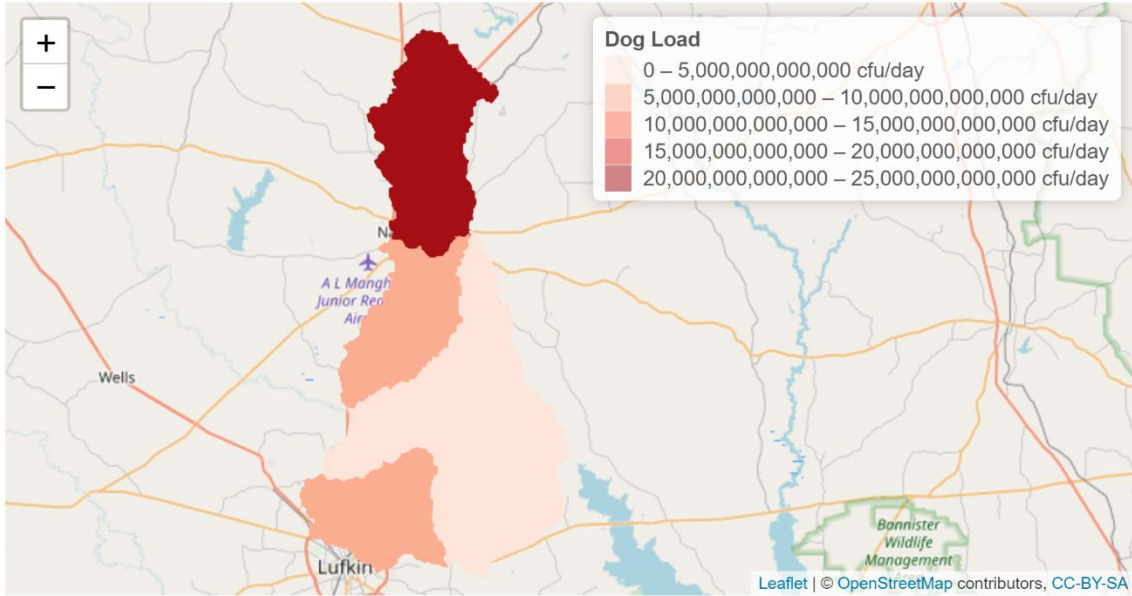 +
−
Dog Load
0 – 5,000,000,000,000 cfu/day
5,000,000,000,000 – 10,000,000,000,000 cfu/day
10,000,000,000,000 – 15,000,000,000,000 cfu/day
15,000,000,000,000 – 20,000,000,000,000 cfu/day
20,000,000,000,000 – 25,000,000,000,000 cfu/day
A L Mangh
Junior Re
Wells
Bannister
Wildlife
Management
Lufkin
Leaflet | © OpenStreetMap contributors, CC-BY-SA